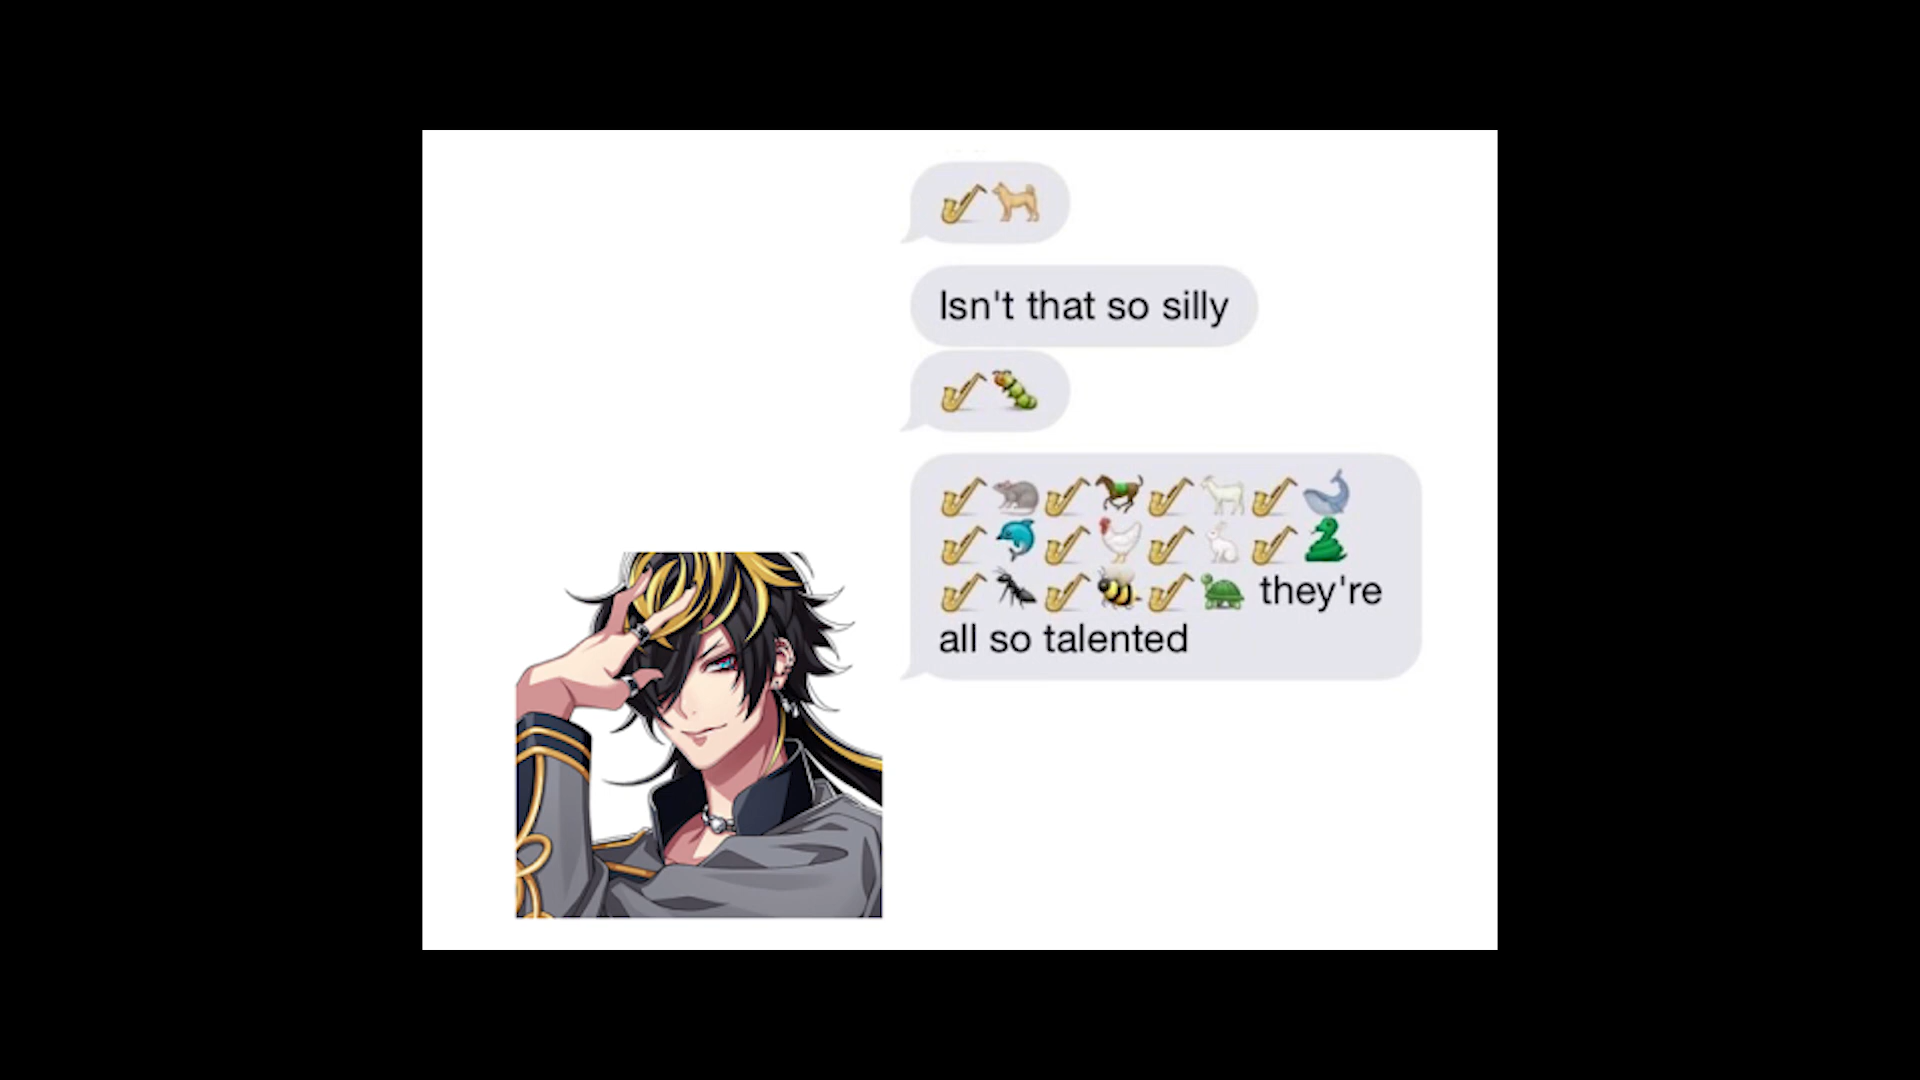 🎷🐕
Isn't that so silly
🎷🐛
🎷🐀🎷🐎🎷🐐🎷🐋
🎷🐬🎷🐓🎷🐇🎷🐍
🎷🐜🎷🐝🎷🐢 they're
all so talented